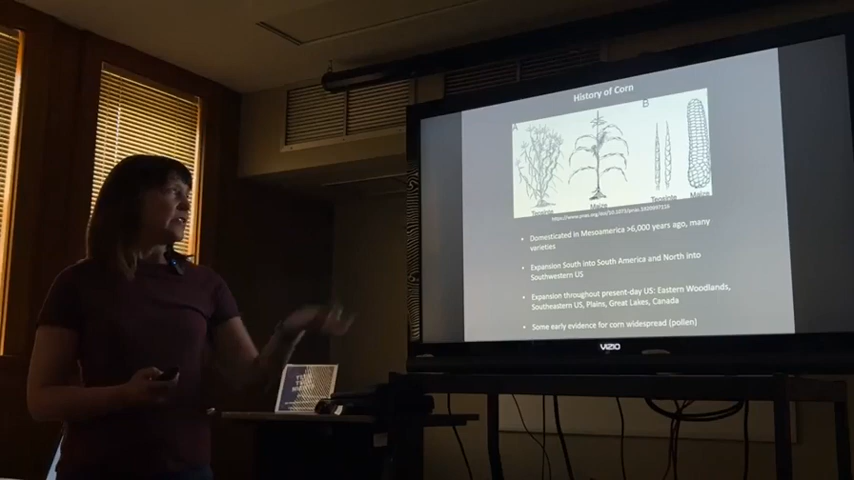 History of Corn
A
B
Teosinte
Maize
Teosinte
Maize
• Domesticated in Mesoamerica >6,000 years ago, many
varieties
• Expansion South into South America and North into
Southwestern US
• Expansion throughout present-day US: Eastern Woodlands,
Southeastern US, Plains, Great Lakes, Canada
• Some early evidence for corn widespread (pollen)
VIZIO